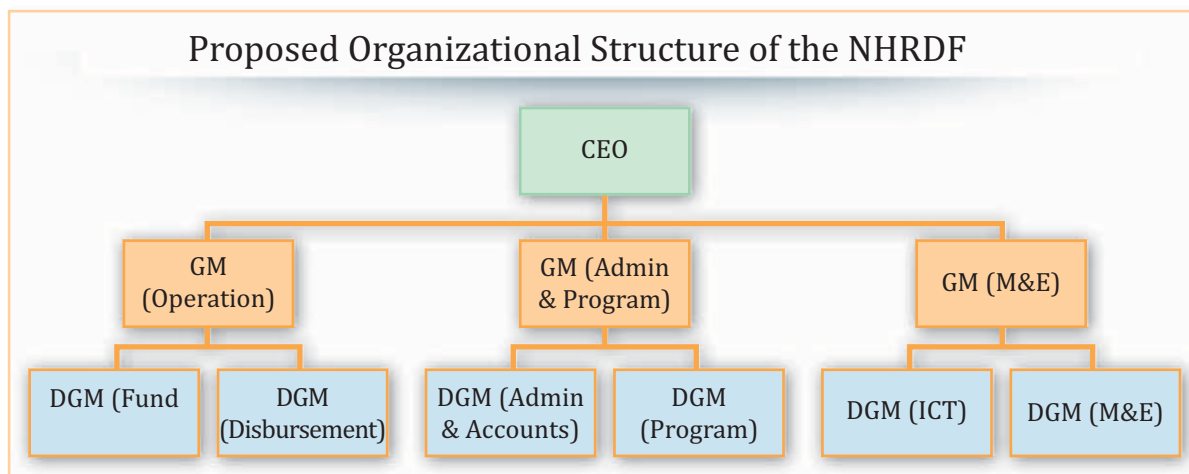 Proposed Organizational Structure of the NHRDF
CEO
GM
(Operation)
GM (Admin
& Program)
GM (M&E)
DGM (Fund
DGM
(Disbursement)
DGM (Admin
& Accounts)
DGM
(Program)
DGM (ICT)
DGM (M&E)